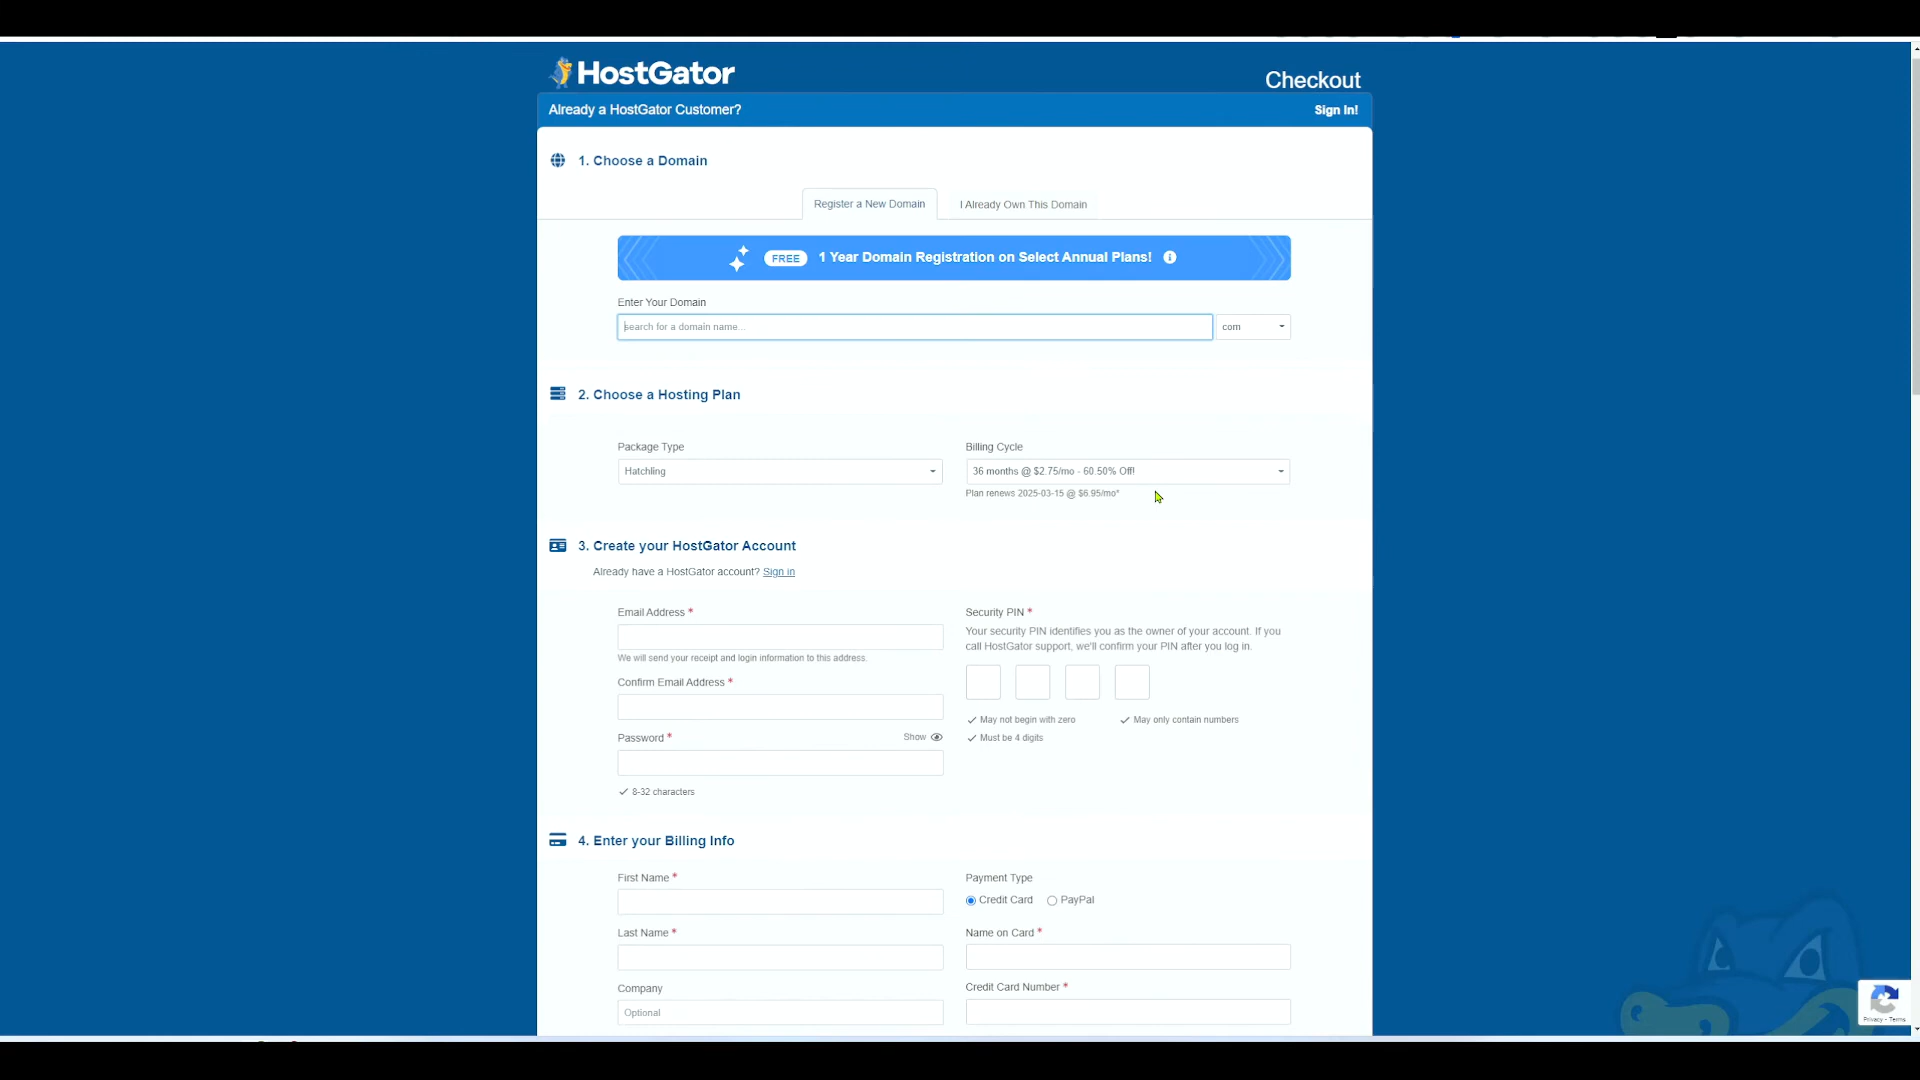 HostGator
Checkout
Already a HostGator Customer?
Sign In!
1. Choose a Domain
Register a New Domain
I Already Own This Domain
FREE 1 Year Domain Registration on Select Annual Plans!
Enter Your Domain
Search for a domain name...
com
2. Choose a Hosting Plan
Package Type
Billing Cycle
Hatchling
36 months @ $2.75/mo - 60.50% Off!
Plan renews 2025-03-15 @ $6.95/mo*
3. Create your HostGator Account
Already have a HostGator account? Sign in
Email Address *
Security PIN *
Your security PIN identifies you as the owner of your account. If you
call HostGator support, we'll confirm your PIN after you log in.
We will send your receipt and login information to this address.
Confirm Email Address *
May not begin with zero
May only contain numbers
Must be 4 digits
Password *
Show
8-32 characters
4. Enter your Billing Info
First Name *
Payment Type
Credit Card
PayPal
Last Name *
Name on Card *
Company
Credit Card Number *
Optional
Privacy - Terms